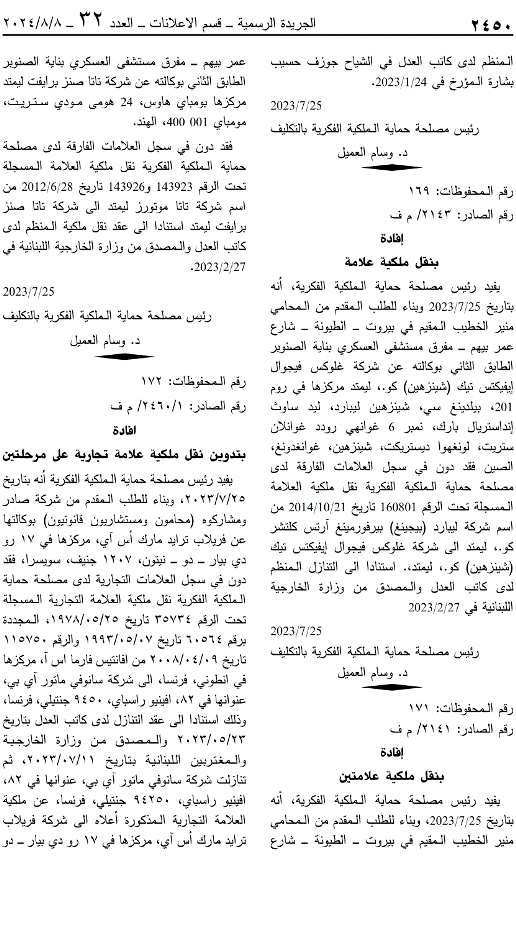 ٢٤٥٠
الجريدة الرسمية ــ قسم الاعلانات ــ العدد ٣٢ ــ ٢٠٢٤/٨/٨
المنظم لدى كاتب العدل في الشياح جوزف حسيب
بشارة المؤرخ في 2023/1/24.
2023/7/25
رئيس مصلحة حماية الملكية الفكرية بالتكليف
د. وسام العميل
رقم المحفوظات: ١٦٩
رقم الصادر: ٢١٤٣/ م ف
إفادة
بنقل ملكية علامة
يفيد رئيس مصلحة حماية الملكية الفكرية، أنه
بتاريخ 2023/7/25 وبناء للطلب المقدم من المحامي
منير الخطيب المقيم في بيروت ــ الطيونة ــ شارع
عمر بيهم ــ مفرق مستشفى العسكري بناية الصنوبر
الطابق الثاني بوكالته عن شركة غلوكس فيجوال
إيفيكتس تيك (شينزهين) كو.، ليمتد مركزها في روم
201، بيلدينغ سي، شينزهين ليبارد، ليد ساوث
إنداستريال بارك، نمبر 6 غوانهي رودد غوانلان
ستريت، لونغهوا ديستريكت، شينزهين، غوانغدونغ،
الصين فقد دون في سجل العلامات الفارقة لدى
مصلحة حماية الملكية الفكرية نقل ملكية العلامة
المسجلة تحت الرقم 160801 تاريخ 2014/10/21 من
اسم شركة ليبارد (بيجينغ) بيرفورمينغ آرتس كلتشر
كو.، ليمتد الى شركة غلوكس فيجوال إيفيكتس تيك
(شينزهين) كو.، ليمتد،. استنادا الى التنازل المنظم
لدى كاتب العدل والمصدق من وزارة الخارجية
اللبنانية في 2023/2/27
2023/7/25
رئيس مصلحة حماية الملكية الفكرية بالتكليف
د. وسام العميل
رقم المحفوظات: ١٧١
رقم الصادر: ٢١٤١/ م ف
إفادة
بنقل ملكية علامتين
يفيد رئيس مصلحة حماية الملكية الفكرية، أنه
بتاريخ 2023/7/25، وبناء للطلب المقدم من المحامي
منير الخطيب المقيم في بيروت ــ الطيونة ــ شارع
عمر بيهم ــ مفرق مستشفى العسكري بناية الصنوبر
الطابق الثاني بوكالته عن شركة تاتا صنز برايفت ليمتد
مركزها بومباي هاوس، 24 هومى مودي ستريت،
مومباي 001 400، الهند.
فقد دون في سجل العلامات الفارقة لدى مصلحة
حماية الملكية الفكرية نقل ملكية العلامة المسجلة
تحت الرقم 143923 و143926 تاريخ 2012/6/28 من
اسم شركة تاتا موتورز ليمتد الى شركة تاتا صنز
برايفت ليمتد استنادا الى عقد نقل ملكية المنظم لدى
كاتب العدل والمصدق من وزارة الخارجية اللبنانية في
2023/2/27.
2023/7/25
رئيس مصلحة حماية الملكية الفكرية بالتكليف
د. وسام العميل
رقم المحفوظات: ١٧٢
رقم الصادر: ٢٤٦٠/١/ م ف
افادة
بتدوين نقل ملكية علامة تجارية على مرحلتين
يفيد رئيس مصلحة حماية الملكية الفكرية أنه بتاريخ
٢٠٢٣/٧/٢٥، وبناء للطلب المقدم من شركة صادر
ومشاركوه (محامون ومستشاريون قانونيون) بوكالتها
عن فريلاب ترايد مارك أس آي، مركزها في ١٧ رو
دي بيار ــ دو ــ نيتون، ١٢٠٧ جنيف، سويسرا، فقد
دون في سجل العلامات التجارية لدى مصلحة حماية
الملكية الفكرية نقل ملكية العلامة التجارية المسجلة
تحت الرقم ٣٥٧٣٤ تاريخ ١٩٧٨/٠٥/٢٥، المجددة
برقم ٦٠٥٦٤ تاريخ ١٩٩٣/٠٥/٠٧ والرقم ١١٥٧٥٠
تاريخ ٢٠٠٨/٠٤/٠٩ من افانتيس فارما اس آ، مركزها
في انطوني، فرنسا، الى شركة سانوفي ماتور آي بي،
عنوانها في ٨٢، افينيو راسباي، ٩٤٥٠ جنتيلي، فرنسا،
وذلك استنادا الى عقد التنازل لدى كاتب العدل بتاريخ
٢٠٢٣/٠٥/٢٣ والمصدق من وزارة الخارجية
والمغتربين اللبنانية بتاريخ ٢٠٢٣/٠٧/١١، ثم
تنازلت شركة سانوفي ماتور آي بي، عنوانها في ٨٢،
افينيو راسباي، ٩٤٢٥٠ جنتيلي، فرنسا، عن ملكية
العلامة التجارية المذكورة أعلاه الى شركة فريلاب
ترايد مارك أس آي، مركزها في ١٧ رو دي بيار ــ دو